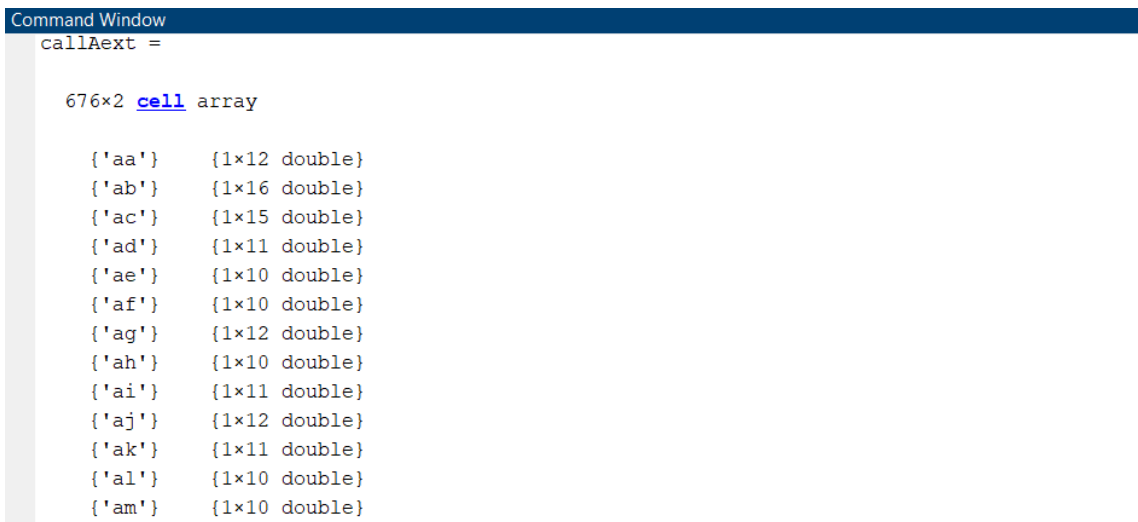 Command Window
callAext =
676×2 cell array
{'aa'} {1×12 double}
{'ab'} {1×16 double}
{'ac'} {1×15 double}
{'ad'} {1×11 double}
{'ae'} {1×10 double}
{'af'} {1×10 double}
{'ag'} {1×12 double}
{'ah'} {1×10 double}
{'ai'} {1×11 double}
{'aj'} {1×12 double}
{'ak'} {1×11 double}
{'al'} {1×10 double}
{'am'} {1×10 double}